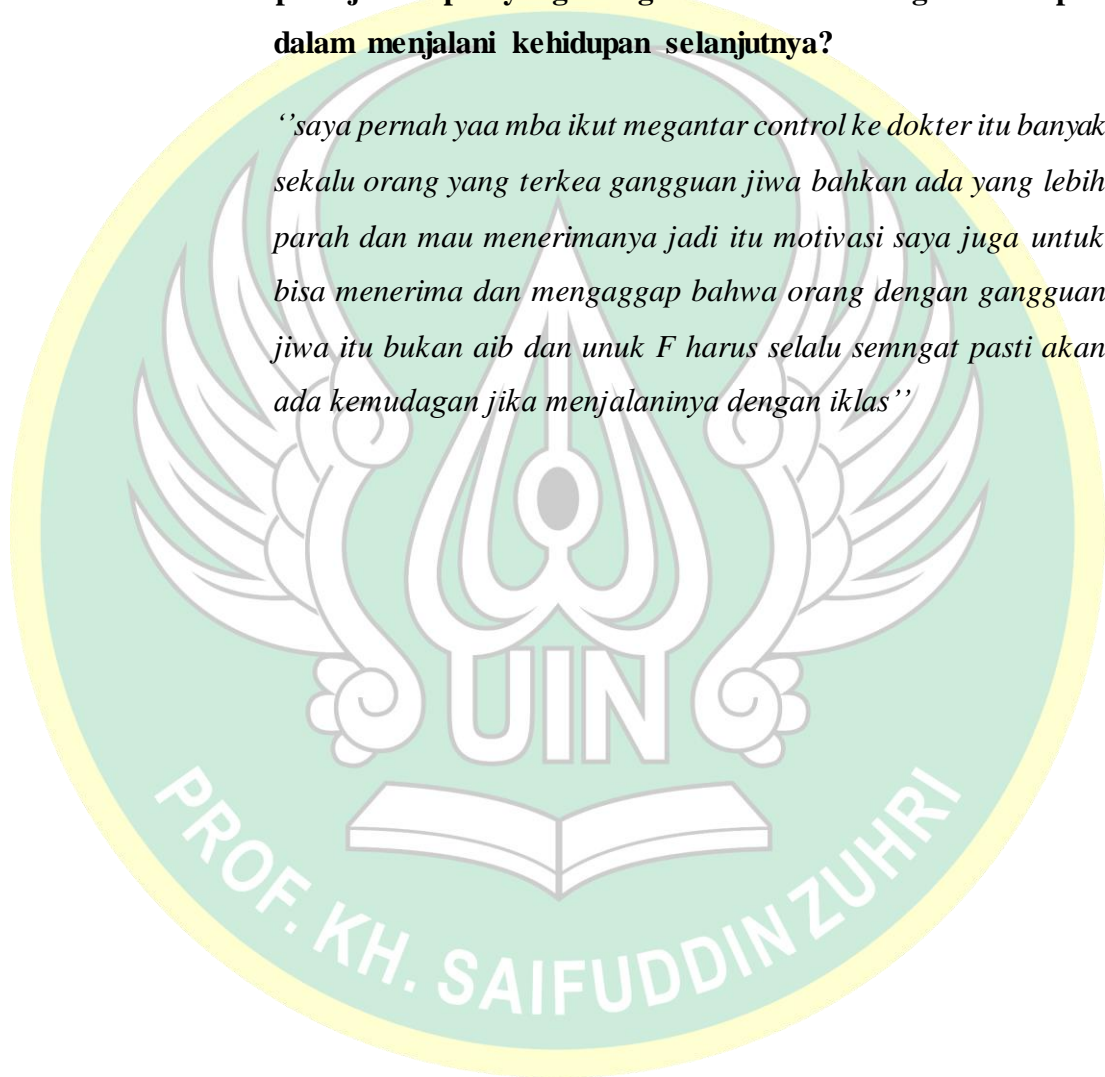 dalam menjalani kehidupan selanjutnya?
‘’saya pernah yaa mba ikut megantar control ke dokter itu banyak
sekalu orang yang terkea gangguan jiwa bahkan ada yang lebih
parah dan mau menerimanya jadi itu motivasi saya juga untuk
bisa menerima dan mengaggap bahwa orang dengan gangguan
jiwa itu bukan aib dan unuk F harus selalu semngat pasti akan
ada kemudagan jika menjalaninya dengan iklas’’
UIN
PROF. KH. SAIFUDDIN ZUHRI